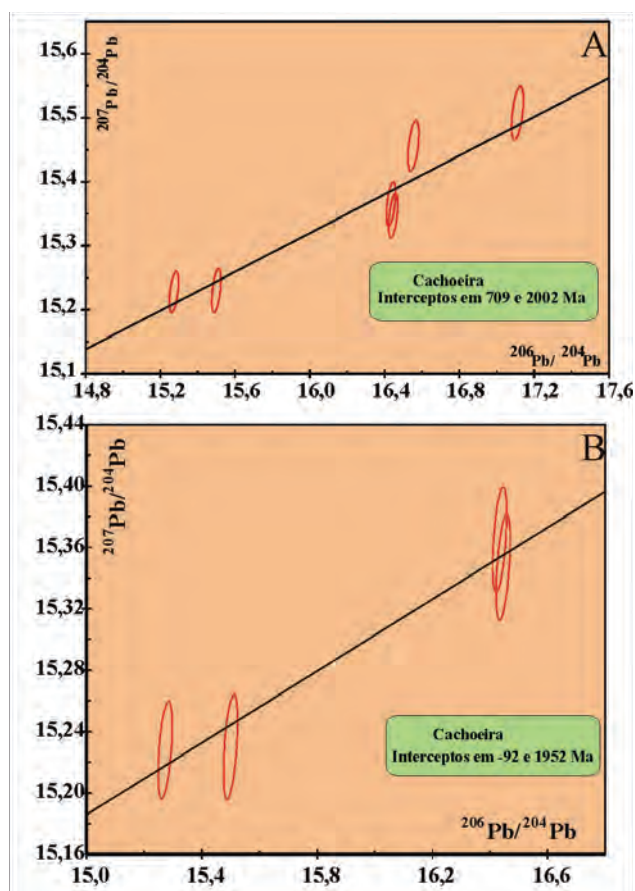 A
15,6
15,5
15,4
15,3
15,2
15,1
207Pb/204Pb
Cachoeira
Interceptos em 709 e 2002 Ma
206Pb/ 204Pb
14,8 15,2 15,6 16,0 16,4 16,8 17,2 17,6
B
15,44
15,40
15,36
15,32
15,28
15,24
15,20
15,16
207Pb/204Pb
Cachoeira
Interceptos em -92 e 1952 Ma
206Pb/204Pb
15,0 15,4 15,8 16,2 16,6